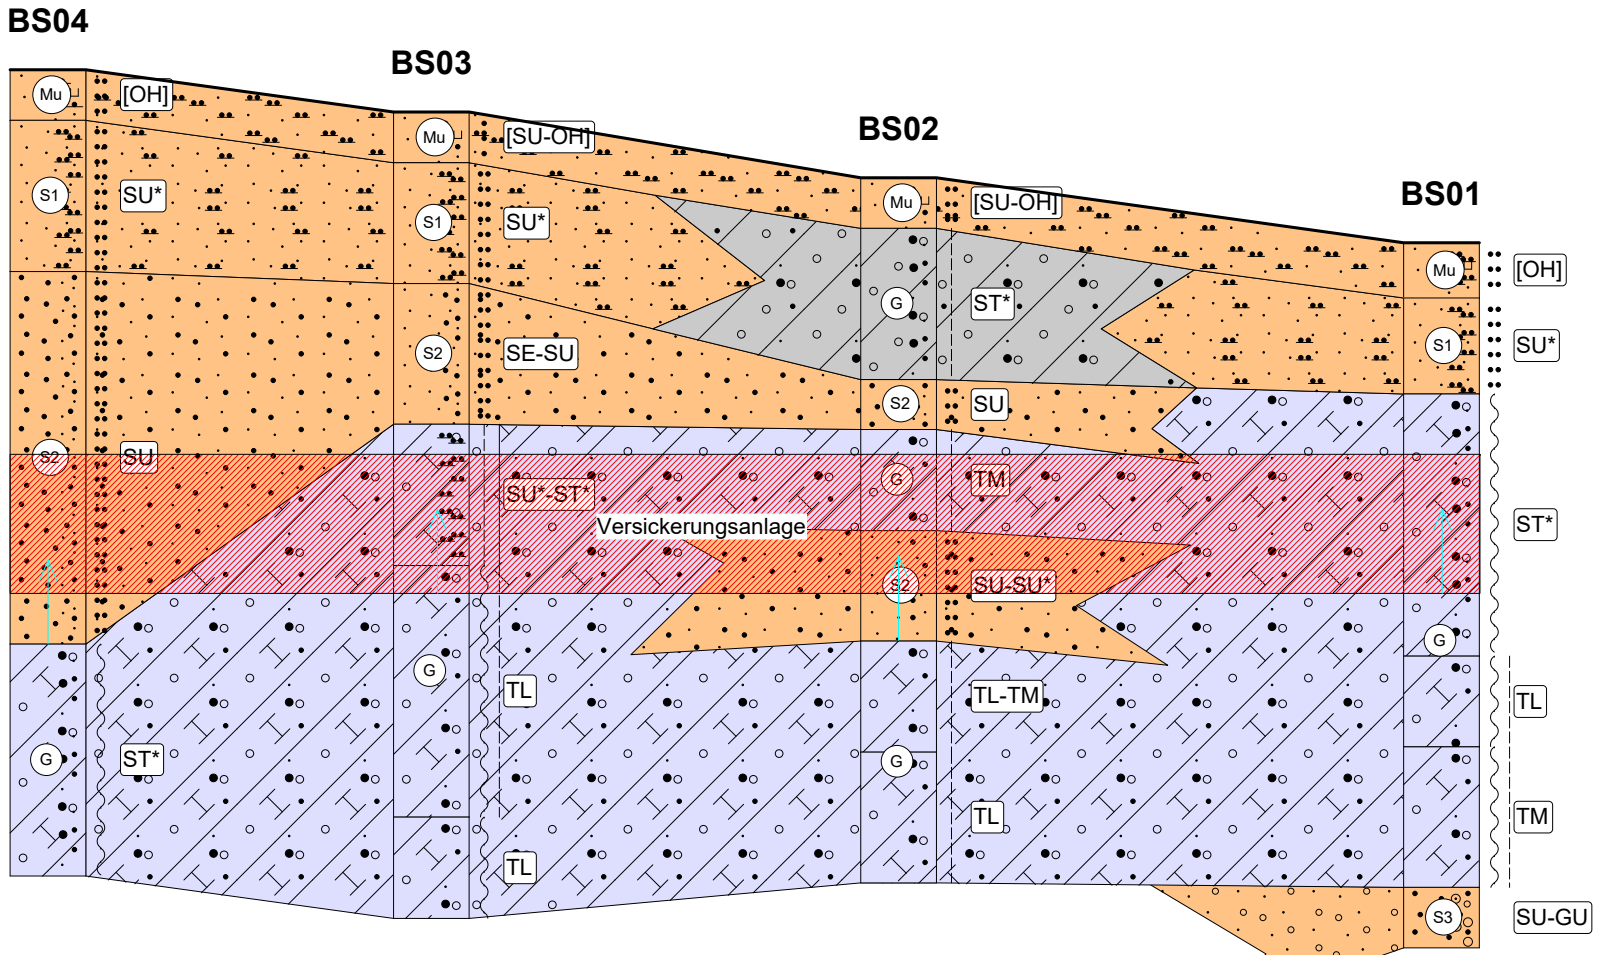 BS04
BS03
BS02
BS01
Mu
[OH]
S1
SU*
S2
SU
G
ST*
Mu
[SU-OH]
S1
SU*
S2
SE-SU
SU*-ST*
G
TL
TL
Versickerungsanlage
Mu
[SU-OH]
G
ST*
S2
SU
G
TM
S2
SU-SU*
TL-TM
G
TL
Mu
[OH]
S1
SU*
ST*
G
TL
TM
S3
SU-GU